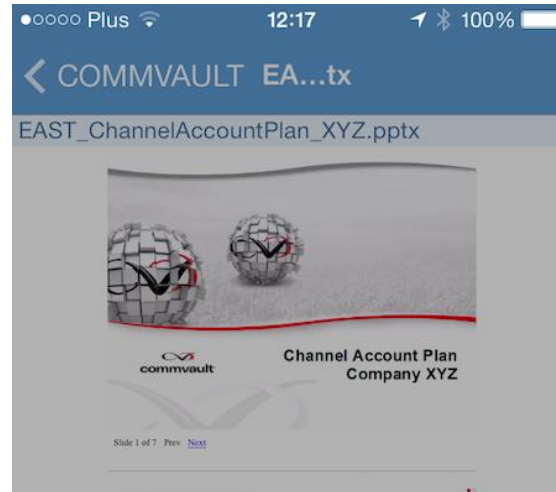 Plus 12:17 100%
COMMVAULT EA...tx
EAST_ChannelAccountPlan_XYZ.pptx
commvault
Channel Account Plan
Company XYZ
Slide 1 of 7 Prev Next